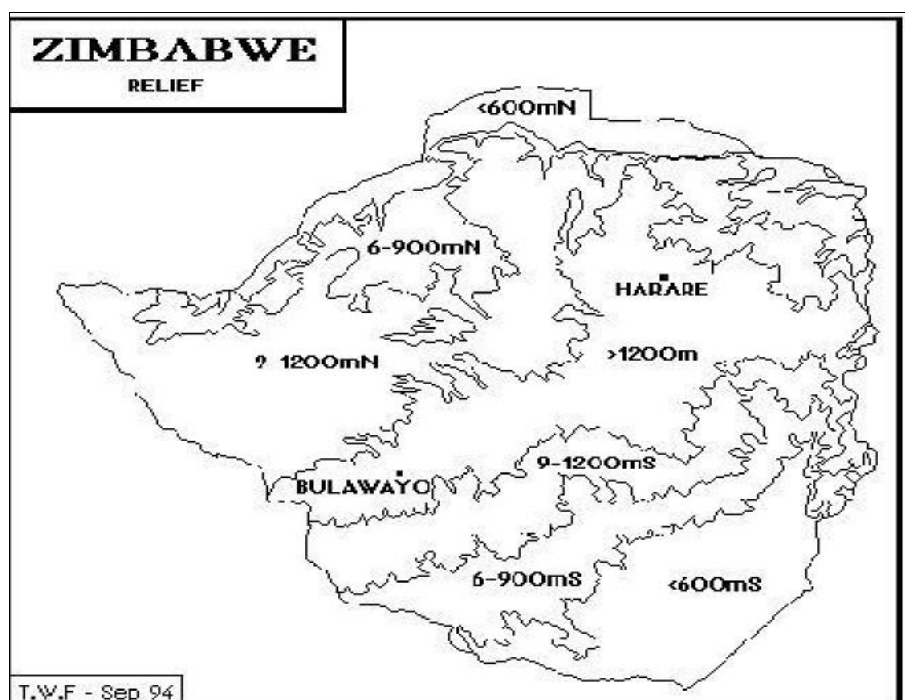 ZIMBABWE
RELIEF
<600mN
6-900mN
HARARE
? 1200mN
>1200m
9-1200mS
BULAWAYO
6-900mS
<600mS
T.W.F - Sep 94